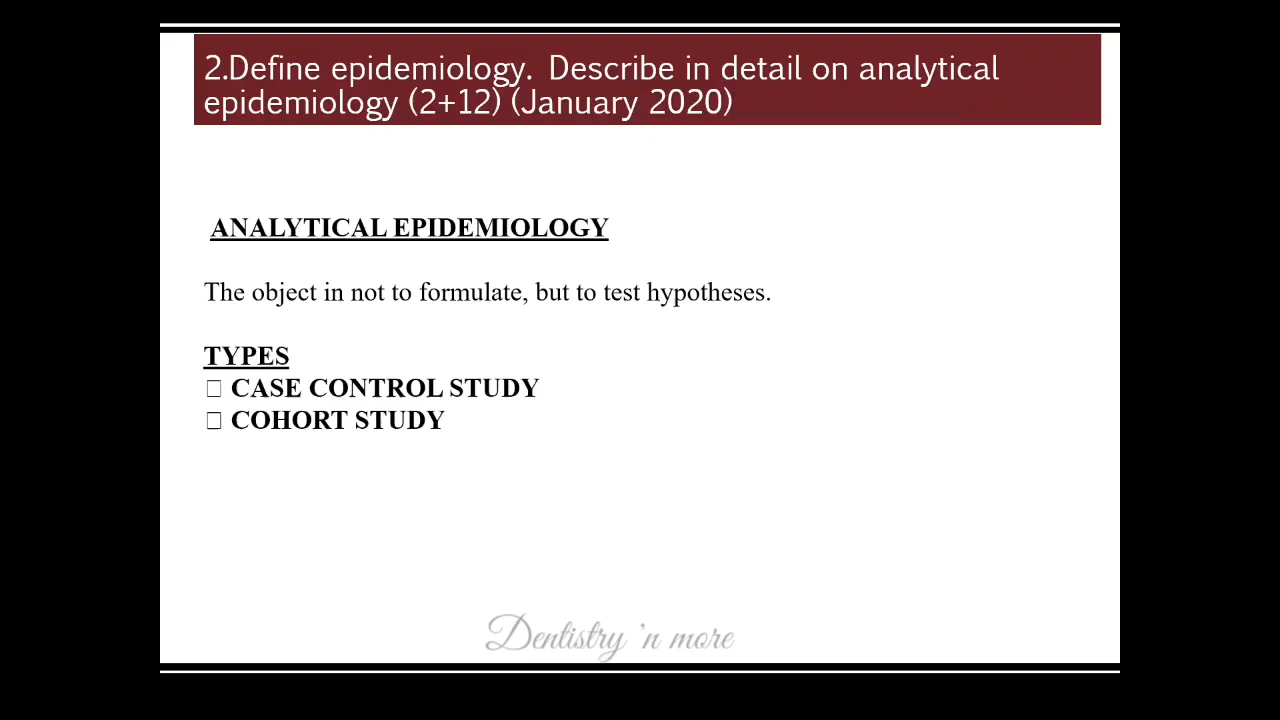 2.Define epidemiology. Describe in detail on analytical
epidemiology (2+12) (January 2020)
ANALYTICAL EPIDEMIOLOGY
The object in not to formulate, but to test hypotheses.
TYPES
□ CASE CONTROL STUDY
□ COHORT STUDY
Dentistry 'n more